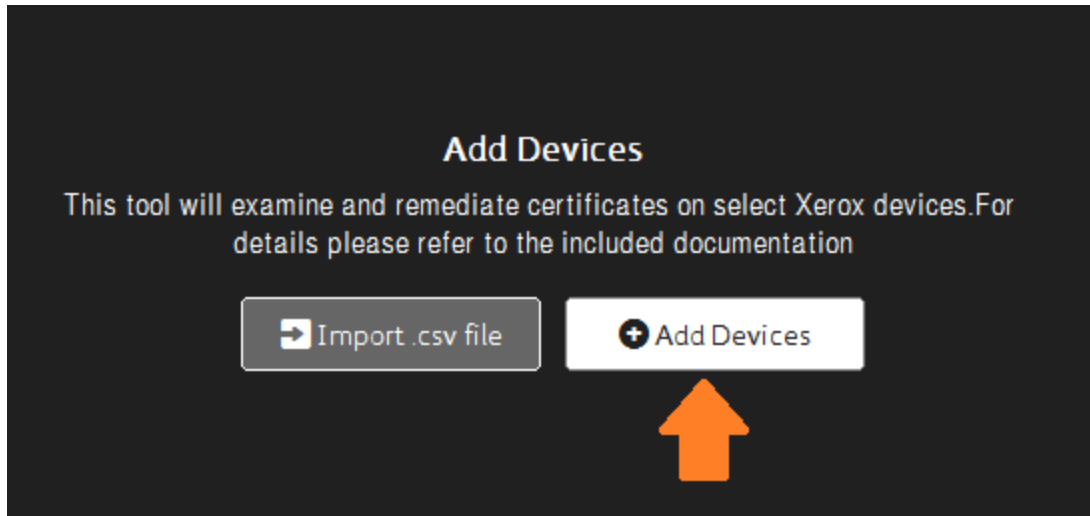 Add Devices
This tool will examine and remediate certificates on select Xerox devices.For
details please refer to the included documentation
Import .csv file
Add Devices